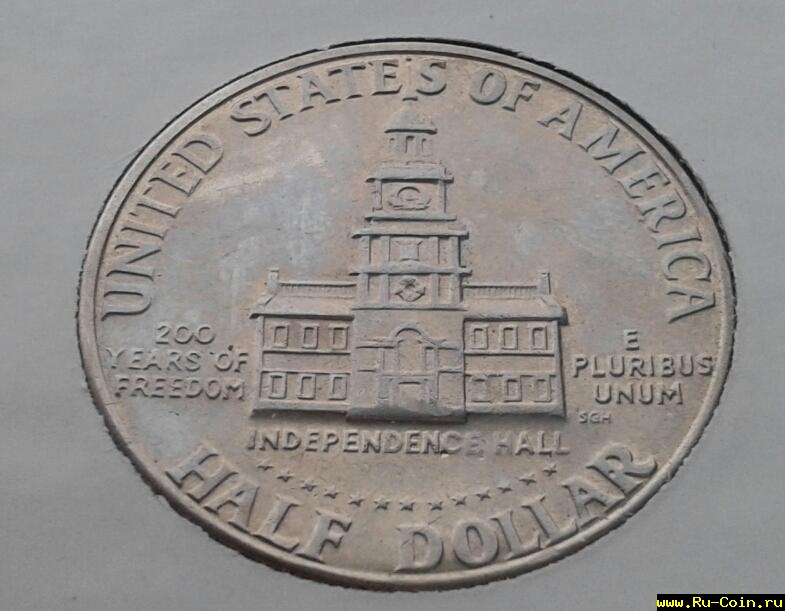 UNITED STATES OF AMERICA
200
YEARS OF
FREEDOM
E
PLURIBUS
UNUM
SGH
INDEPENDENCE HALL
HALF DOLLAR
www.Ru-Coin.ru